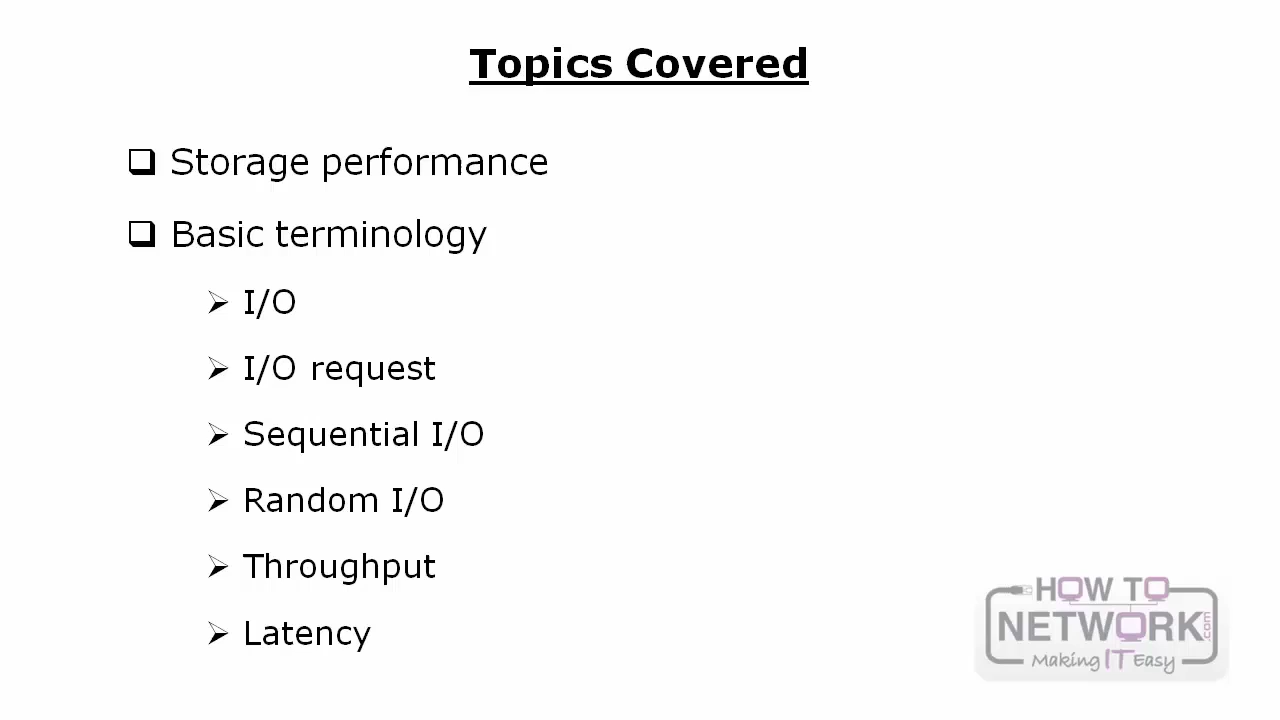 Topics Covered
Storage performance
Basic terminology
I/O
I/O request
Sequential I/O
Random I/O
Throughput
Latency
HOW TO
NETWORK.com
Making IT Easy